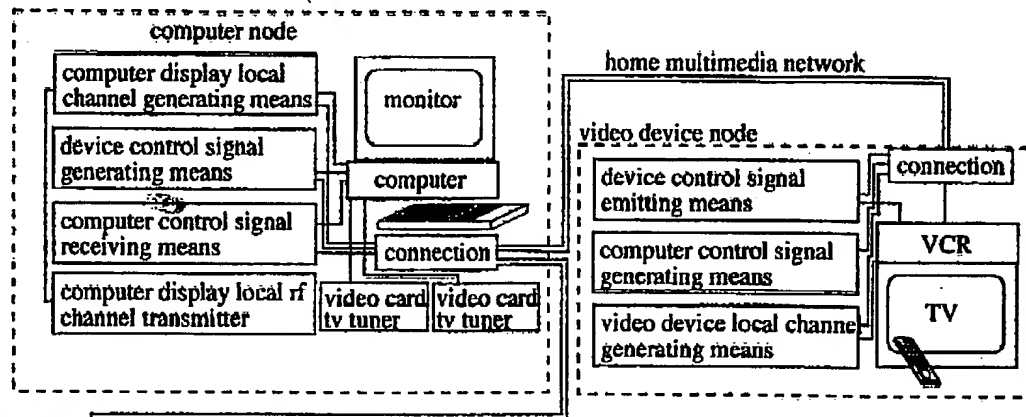 computer node
computer display local
channel generating means
device control signal
generating means
computer control signal
receiving means
computer display local rf
channel transmitter
monitor
computer
connection
video card
tv tuner
video card
tv tuner
home multimedia network
video device node
device control signal
emitting means
computer control signal
generating means
video device local channe
generating means
connection
VCR
TV